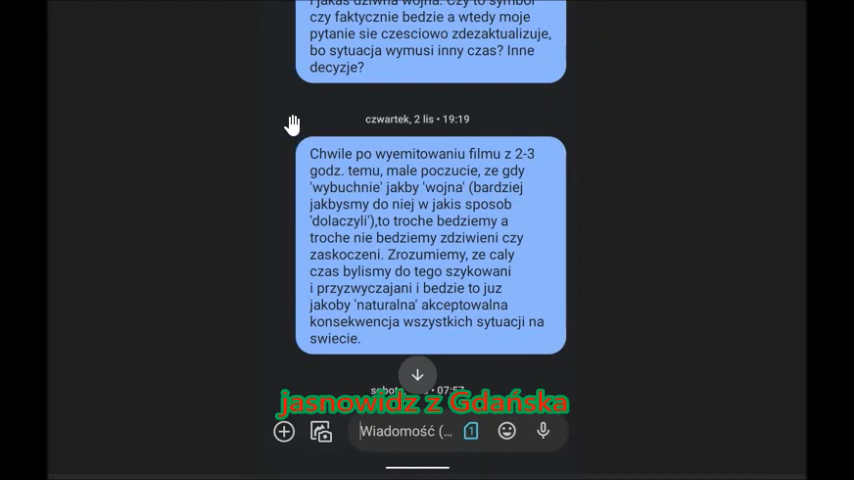 i jakaś dziwna wojna. Czy to symbol
czy faktycznie bedzie a wtedy moje
pytanie sie czesciowo zdezaktualizuje,
bo sytuacja wymusi inny czas? Inne
decyzje?
czwartek, 2 lis • 19:19
Chwile po wyemitowaniu filmu z 2-3
godz. temu, male poczucie, ze gdy
'wybuchnie' jakby 'wojna' (bardziej
jakbysmy do niej w jakis sposob
'dolaczyli'),to troche bedziemy a
troche nie bedziemy zdziwieni czy
zaskoczeni. Zrozumiemy, ze caly
czas bylismy do tego szykowani
i przyzwyczajani i bedzie to juz
jakoby 'naturalna' akceptowalna
konsekwencja wszystkich sytuacji na
swiecie.
07:57
jasnowidz z Gdańska
Wiadomość (...
1